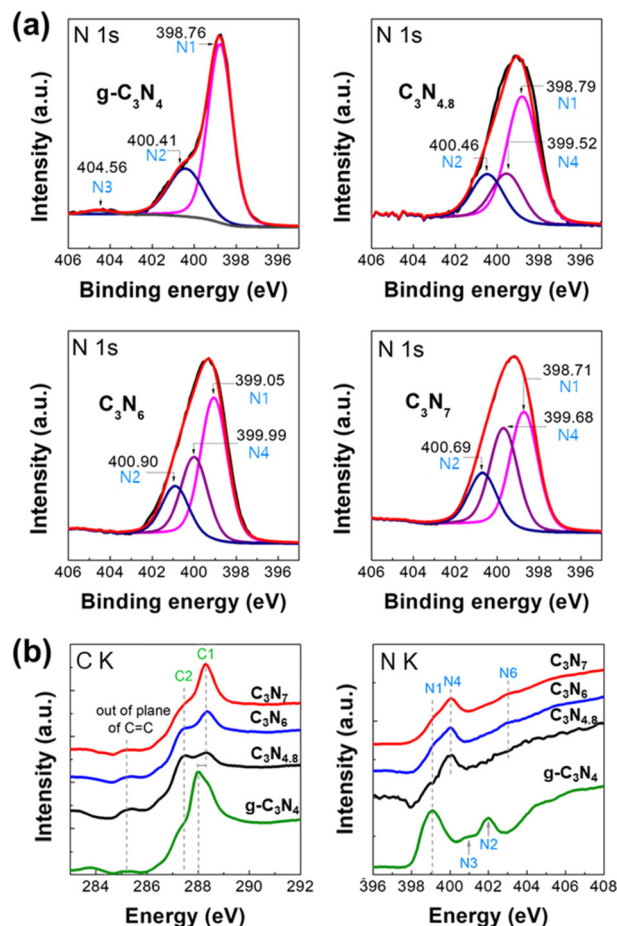 (a)
N 1s
398.76
N1
g-C3N4
400.41
N2
404.56
N3
Intensity (a.u.)
406 404 402 400 398 396
Binding energy (eV)
N 1s
C3N4.8
398.79
N1
400.46
N2
399.52
N4
Intensity (a.u.)
406 404 402 400 398 396
Binding energy (eV)
N 1s
399.05
N1
C3N6
399.99
N4
400.90
N2
Intensity (a.u.)
406 404 402 400 398 396
Binding energy (eV)
N 1s
398.71
N1
C3N7
399.68
N4
400.69
N2
Intensity (a.u.)
406 404 402 400 398 396
Binding energy (eV)
(b)
C K
C2
C1
out of plane
of C=C
C3N7
C3N6
C3N4.8
g-C3N4
Intensity (a.u.)
284 286 288 290 292
Energy (eV)
N K
N1
N4
N6
C3N7
C3N6
C3N4.8
g-C3N4
N3
N2
Intensity (a.u.)
396 398 400 402 404 406 408
Energy (eV)